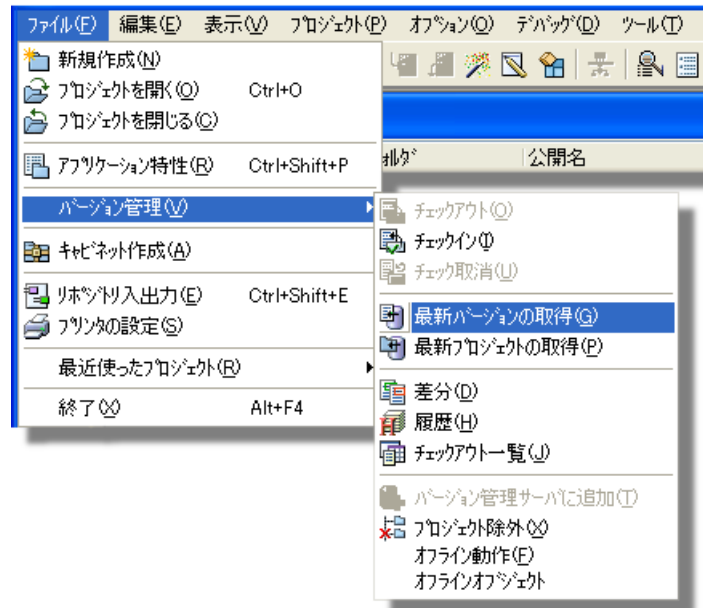 ファイル(F) 編集(E) 表示(V) プロジェクト(P) オプション(O) デバッグ(D) ツール(T)
新規作成(N)
プロジェクトを開く(O) Ctrl+O
プロジェクトを閉じる(C)
アプリケーション特性(R) Ctrl+Shift+P
バージョン管理(V)
キャビネット作成(A)
リポジトリ入出力(E) Ctrl+Shift+E
プリンタの設定(S)
最近使ったプロジェクト(R)
終了(X) Alt+F4
ォルダ 公開名
チェックアウト(O)
チェックイン(I)
チェック取消(U)
最新バージョンの取得(G)
最新プロジェクトの取得(P)
差分(D)
履歴(H)
チェックアウト一覧(J)
バージョン管理サーバに追加(T)
プロジェクト除外(X)
オフライン動作(F)
オフラインオブジェクト